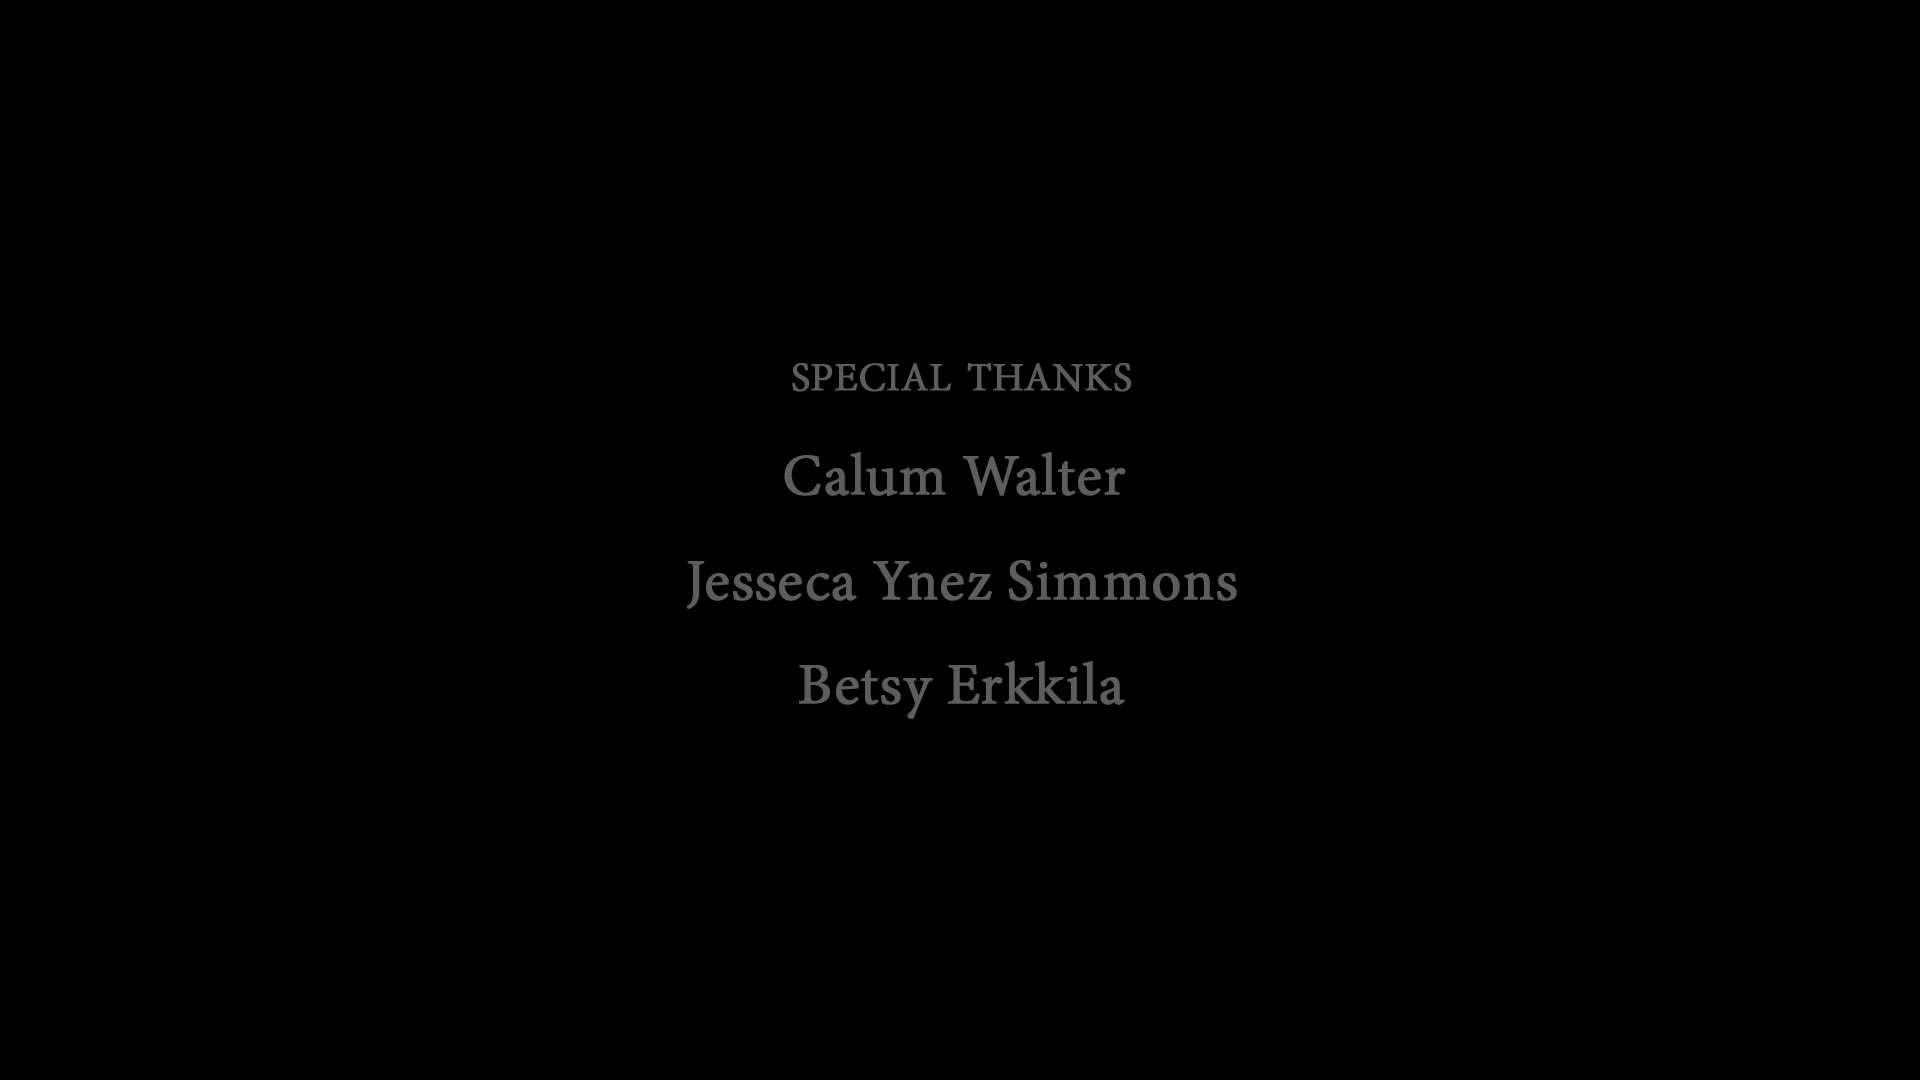 SPECIAL THANKS
Calum Walter
Jesseca Ynez Simmons
Betsy Erkkila